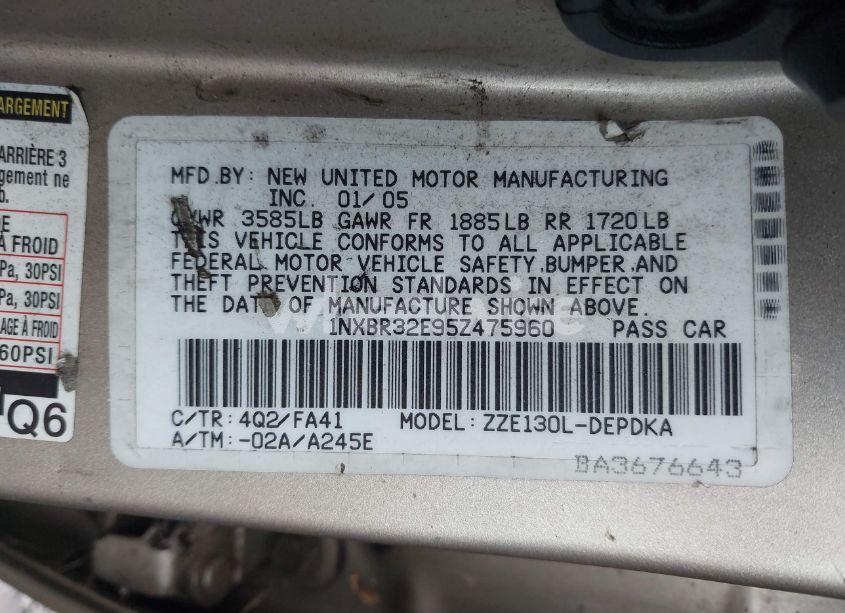 ARGEMENT
ARRIÈRE 3
gement ne
b.
DE
À FROID
Pa, 30PSI
Pa, 30PSI
LAGE À FROID
60PSI
Q6
MFD.BY: NEW UNITED MOTOR MANUFACTURING
INC. 01/05
GVWR 3585LB GAWR FR 1885LB RR 1720LB
THIS VEHICLE CONFORMS TO ALL APPLICABLE
FEDERAL MOTOR VEHICLE SAFETY,BUMPER,AND
THEFT PREVENTION STANDARDS IN EFFECT ON
THE DATE OF MANUFACTURE SHOWN ABOVE.
1NXBR32E95Z475960 PASS CAR
C/TR: 4Q2/FA41 MODEL: ZZE130L-DEPDKA
A/TM: -02A/A245E
BA3676643